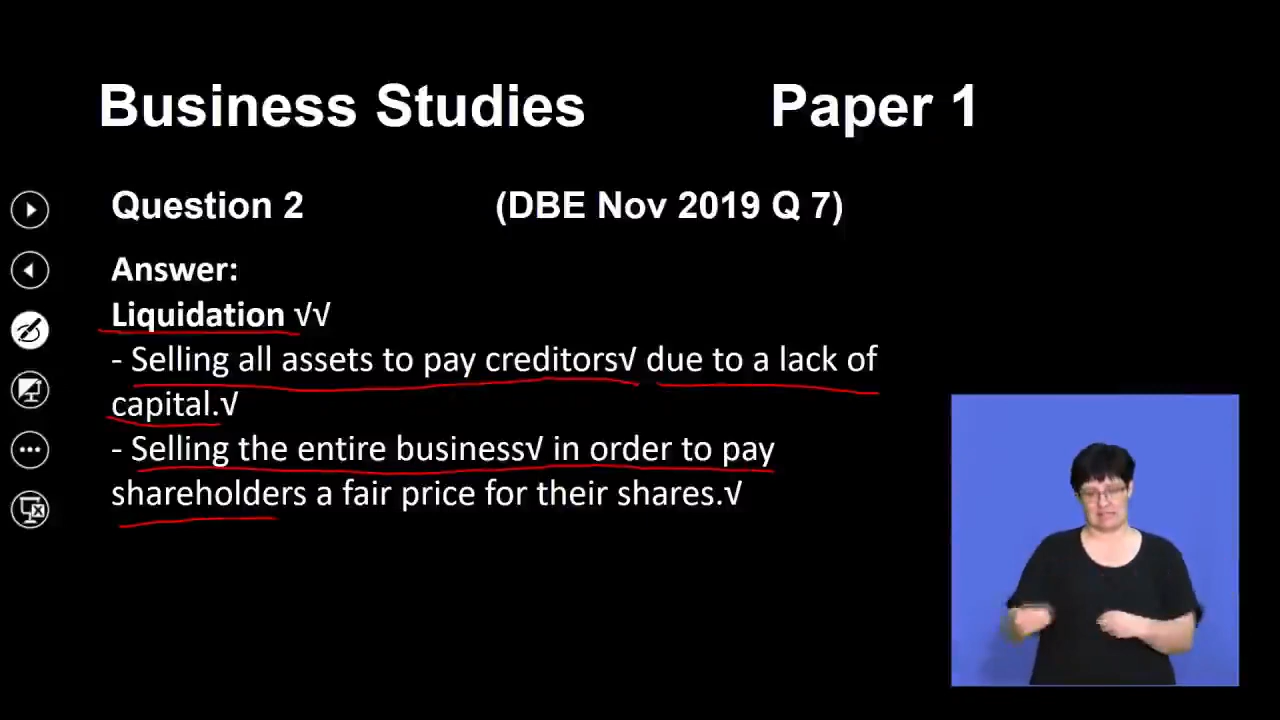 Business Studies Paper 1
Question 2 (DBE Nov 2019 Q 7)
Answer:
Liquidation √√
- Selling all assets to pay creditors√ due to a lack of
capital.√
- Selling the entire business√ in order to pay
shareholders a fair price for their shares.√